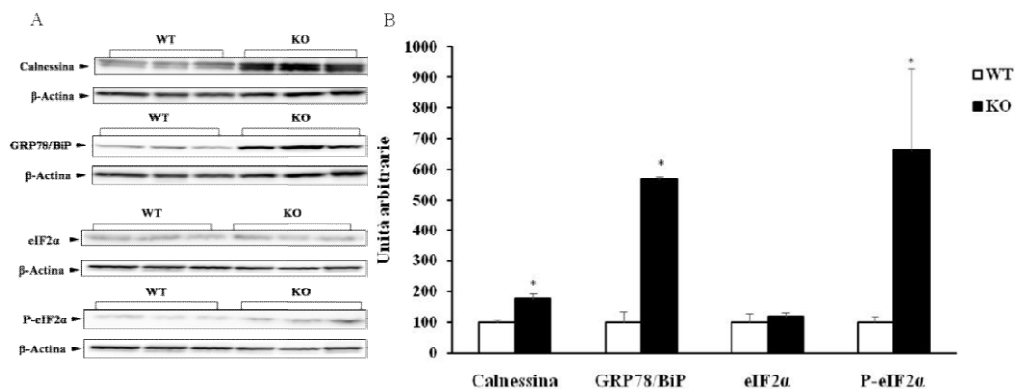 A
WT KO
Calnessina
β-Actina
WT KO
GRP78/BiP
β-Actina
WT KO
eIF2α
β-Actina
WT KO
P-eIF2α
β-Actina
B
Unità arbitrarie
1000
900
800
700
600
500
400
300
200
100
0
* * *
Calnessina GRP78/BiP eIF2α P-eIF2α
WT
KO